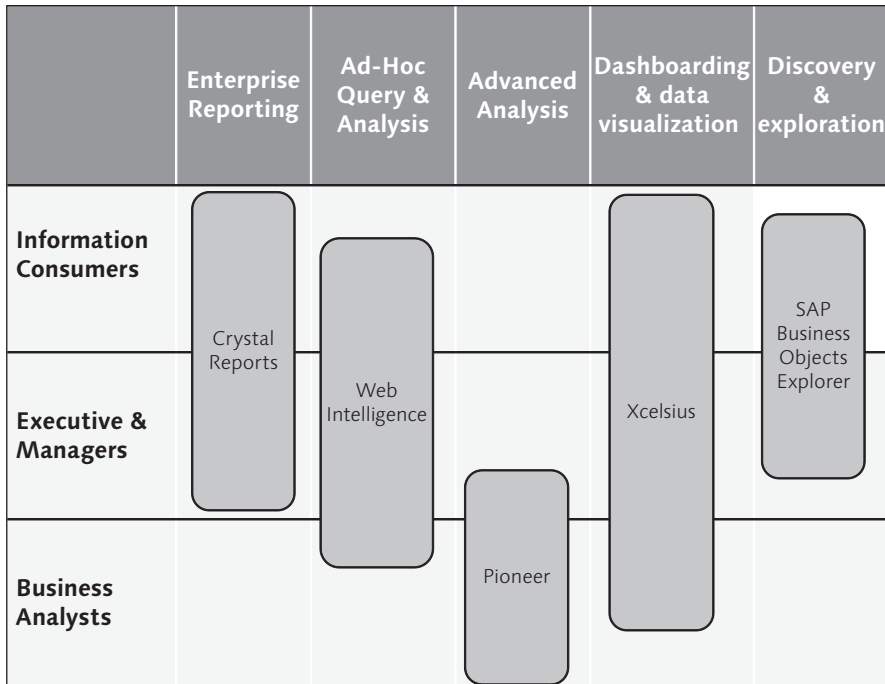 Enterprise
Reporting
Ad-Hoc
Query &
Analysis
Advanced
Analysis
Dashboarding
& data
visualization
Discovery
&
exploration
Information
Consumers
Executive &
Managers
Business
Analysts
Crystal
Reports
Web
Intelligence
Pioneer
Xcelsius
SAP
Business
Objects
Explorer